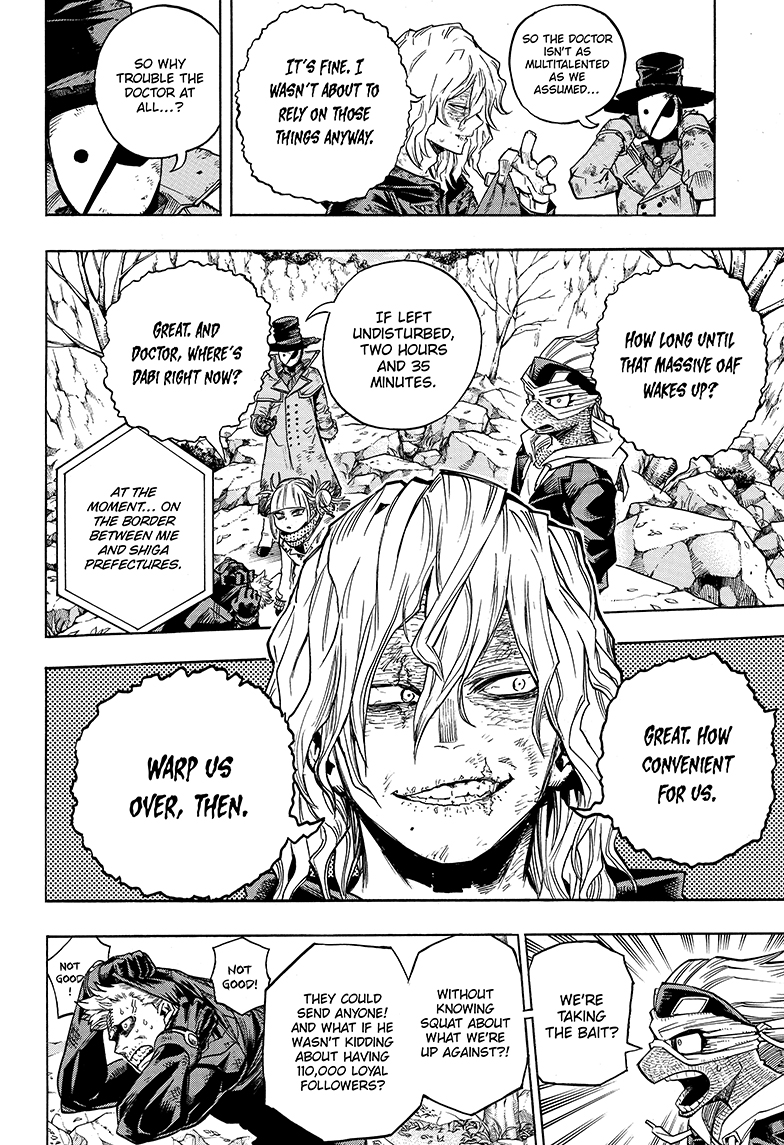 SO THE DOCTOR
ISN'T AS
MULTITALENTED
AS WE
ASSUMED...
IT'S FINE. I
WASN'T ABOUT TO
RELY ON THOSE
THINGS ANYWAY.
SO WHY
TROUBLE THE
DOCTOR AT
ALL...?
HOW LONG UNTIL
THAT MASSIVE OAF
WAKES UP?
IF LEFT
UNDISTURBED,
TWO HOURS
AND 35
MINUTES.
GREAT. AND
DOCTOR, WHERE'S
DABI RIGHT NOW?
AT THE
MOMENT... ON
THE BORDER
BETWEEN MIE
AND SHIGA
PREFECTURES.
GREAT. HOW
CONVENIENT
FOR US.
WARP US
OVER, THEN.
WE'RE
TAKING
THE BAIT?
WITHOUT
KNOWING
SQUAT ABOUT
WHAT WE'RE
UP AGAINST?!
THEY COULD
SEND ANYONE!
AND WHAT IF HE
WASN'T KIDDING
ABOUT HAVING
110,000 LOYAL
FOLLOWERS?
NOT
GOOD!
NOT
GOOD
!